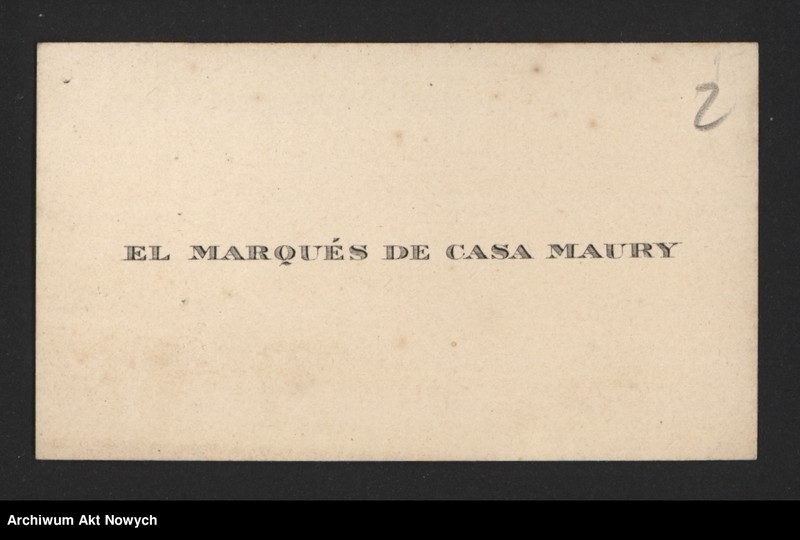 2
EL MARQUÉS DE CASA MAURY
Archiwum Akt Nowych